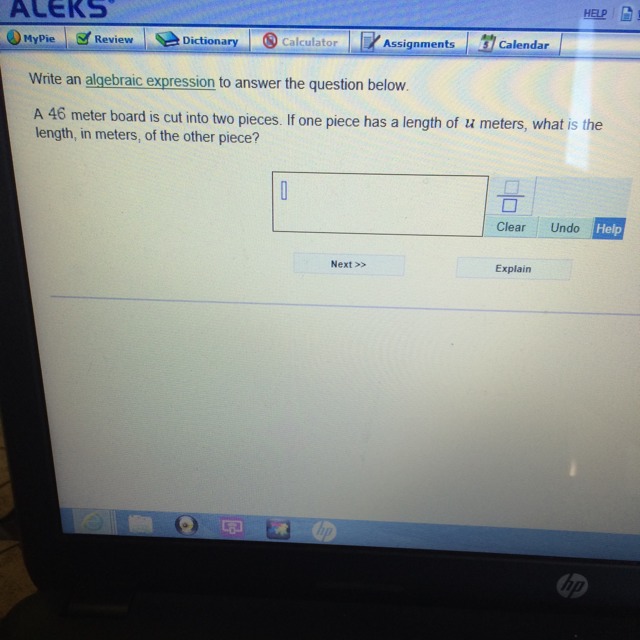 ALEKS®
HELP
MyPie Review Dictionary Calculator Assignments Calendar
Write an algebraic expression to answer the question below.
A 46 meter board is cut into two pieces. If one piece has a length of u meters, what is the
length, in meters, of the other piece?
Clear Undo Help
Next >> Explain
hp
hp